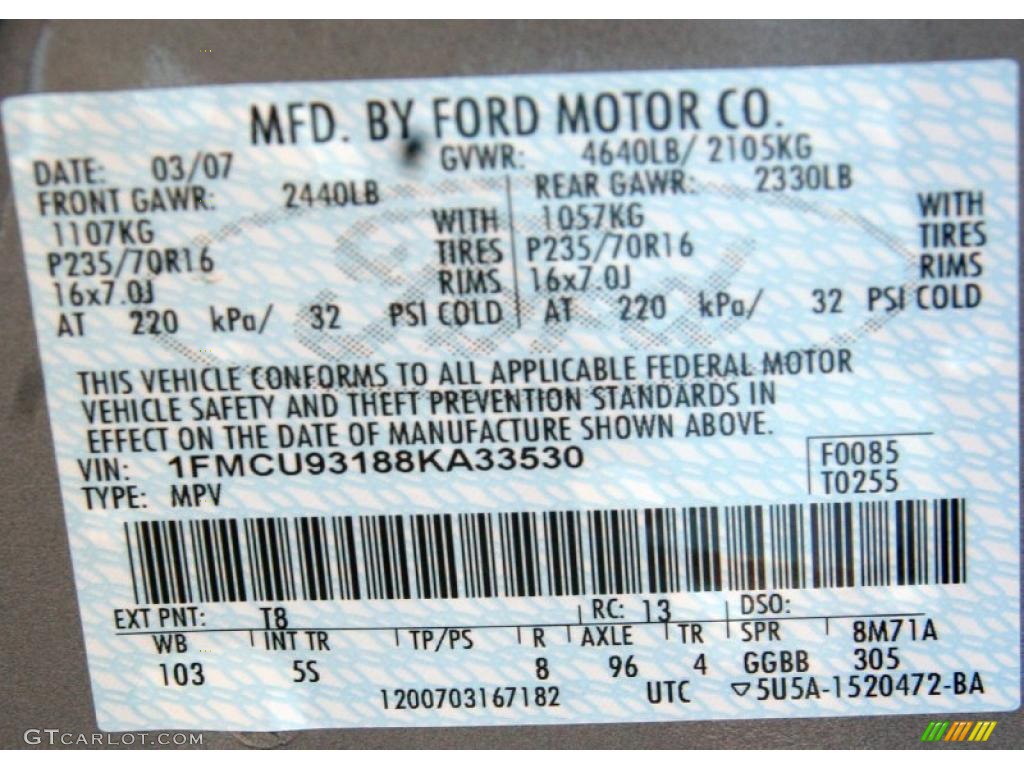 MFD. BY FORD MOTOR CO.
DATE: 03/07 GVWR: 4640LB/ 2105KG
FRONT GAWR: 2440LB REAR GAWR: 2330LB
1107KG WITH 1057KG WITH
P235/70R16 TIRES P235/70R16 TIRES
16x7.0J RIMS 16x7.0J RIMS
AT 220 kPa/ 32 PSI COLD AT 220 kPa/ 32 PSI COLD
THIS VEHICLE CONFORMS TO ALL APPLICABLE FEDERAL MOTOR
VEHICLE SAFETY AND THEFT PREVENTION STANDARDS IN
EFFECT ON THE DATE OF MANUFACTURE SHOWN ABOVE.
VIN: 1FMCU93188KA33530 F0085
TYPE: MPV T0255
EXT PNT: T8 RC: 13 DSO:
WB INT TR TP/PS R AXLE TR SPR 8M71A
103 5S 8 96 4 GGBB 305
1200703167182 UTC 5U5A-1520472-BA
GTCARLOT.COM